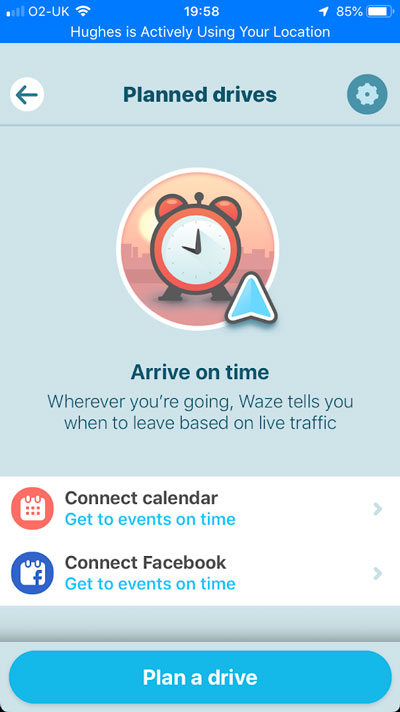 O2-UK 19:58 85%
Hughes is Actively Using Your Location
Planned drives
Arrive on time
Wherever you're going, Waze tells you
when to leave based on live traffic
Connect calendar
Get to events on time
Connect Facebook
Get to events on time
Plan a drive